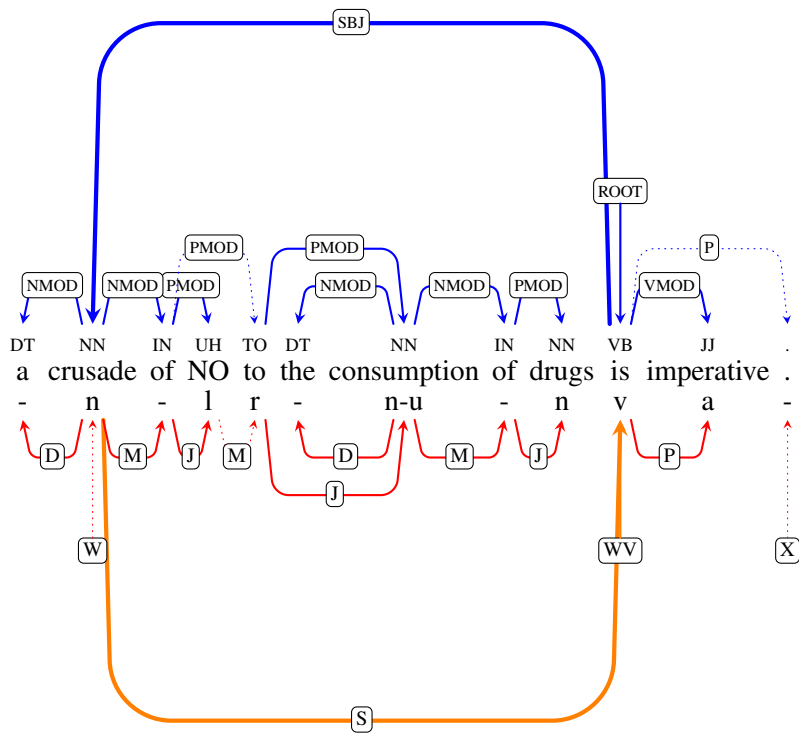 SBJ
ROOT
PMOD PMOD P
NMOD NMOD PMOD NMOD NMOD PMOD VMOD
DT NN IN UH TO DT NN IN NN VB JJ .
a crusade of NO to the consumption of drugs is imperative .
- n - l r - n-u - n v a -
D M J M D M J P
J
W WV X
S